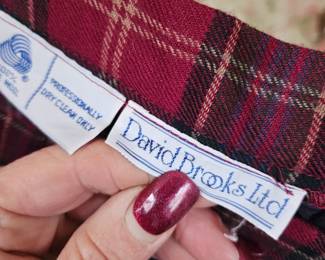 WOOL
PROFESSIONALLY
DRY CLEAN ONLY
David Brooks Ltd